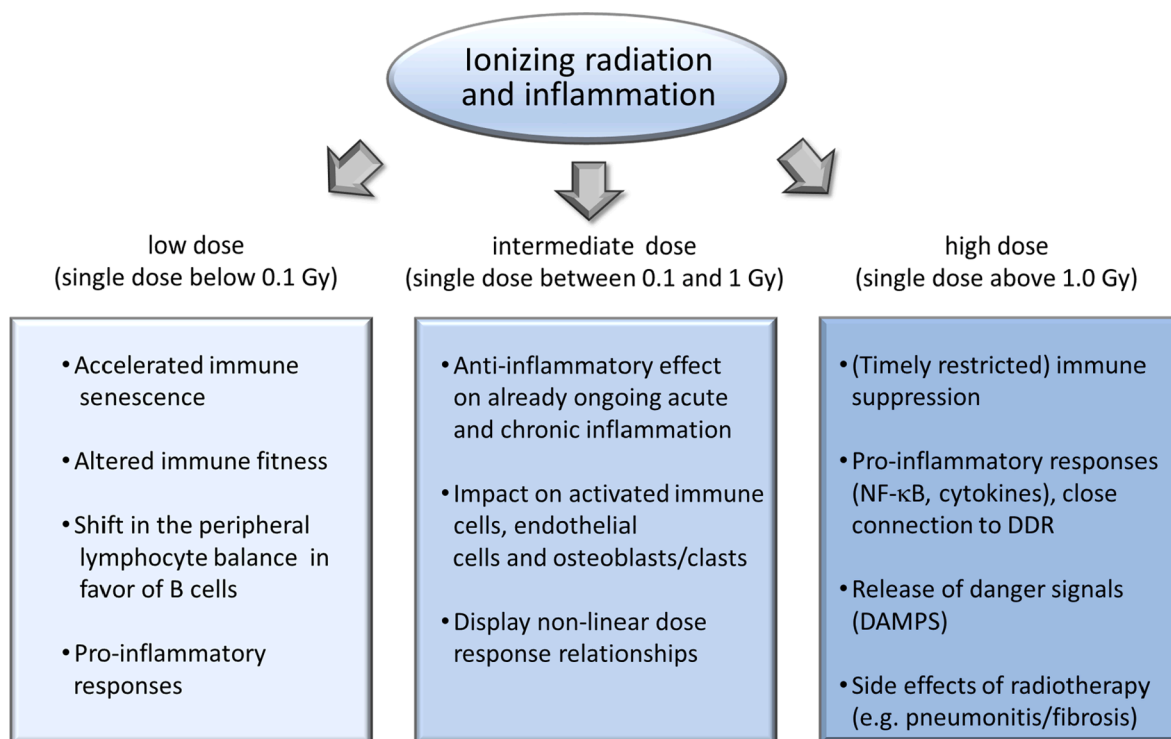 Ionizing radiation
and inflammation
low dose
(single dose below 0.1 Gy)
intermediate dose
(single dose between 0.1 and 1 Gy)
high dose
(single dose above 1.0 Gy)
• Accelerated immune
senescence
• Altered immune fitness
• Shift in the peripheral
lymphocyte balance in
favor of B cells
• Pro-inflammatory
responses
• Anti-inflammatory effect
on already ongoing acute
and chronic inflammation
• Impact on activated immune
cells, endothelial
cells and osteoblasts/clasts
• Display non-linear dose
response relationships
• (Timely restricted) immune
suppression
• Pro-inflammatory responses
(NF-κB, cytokines), close
connection to DDR
• Release of danger signals
(DAMPS)
• Side effects of radiotherapy
(e.g. pneumonitis/fibrosis)